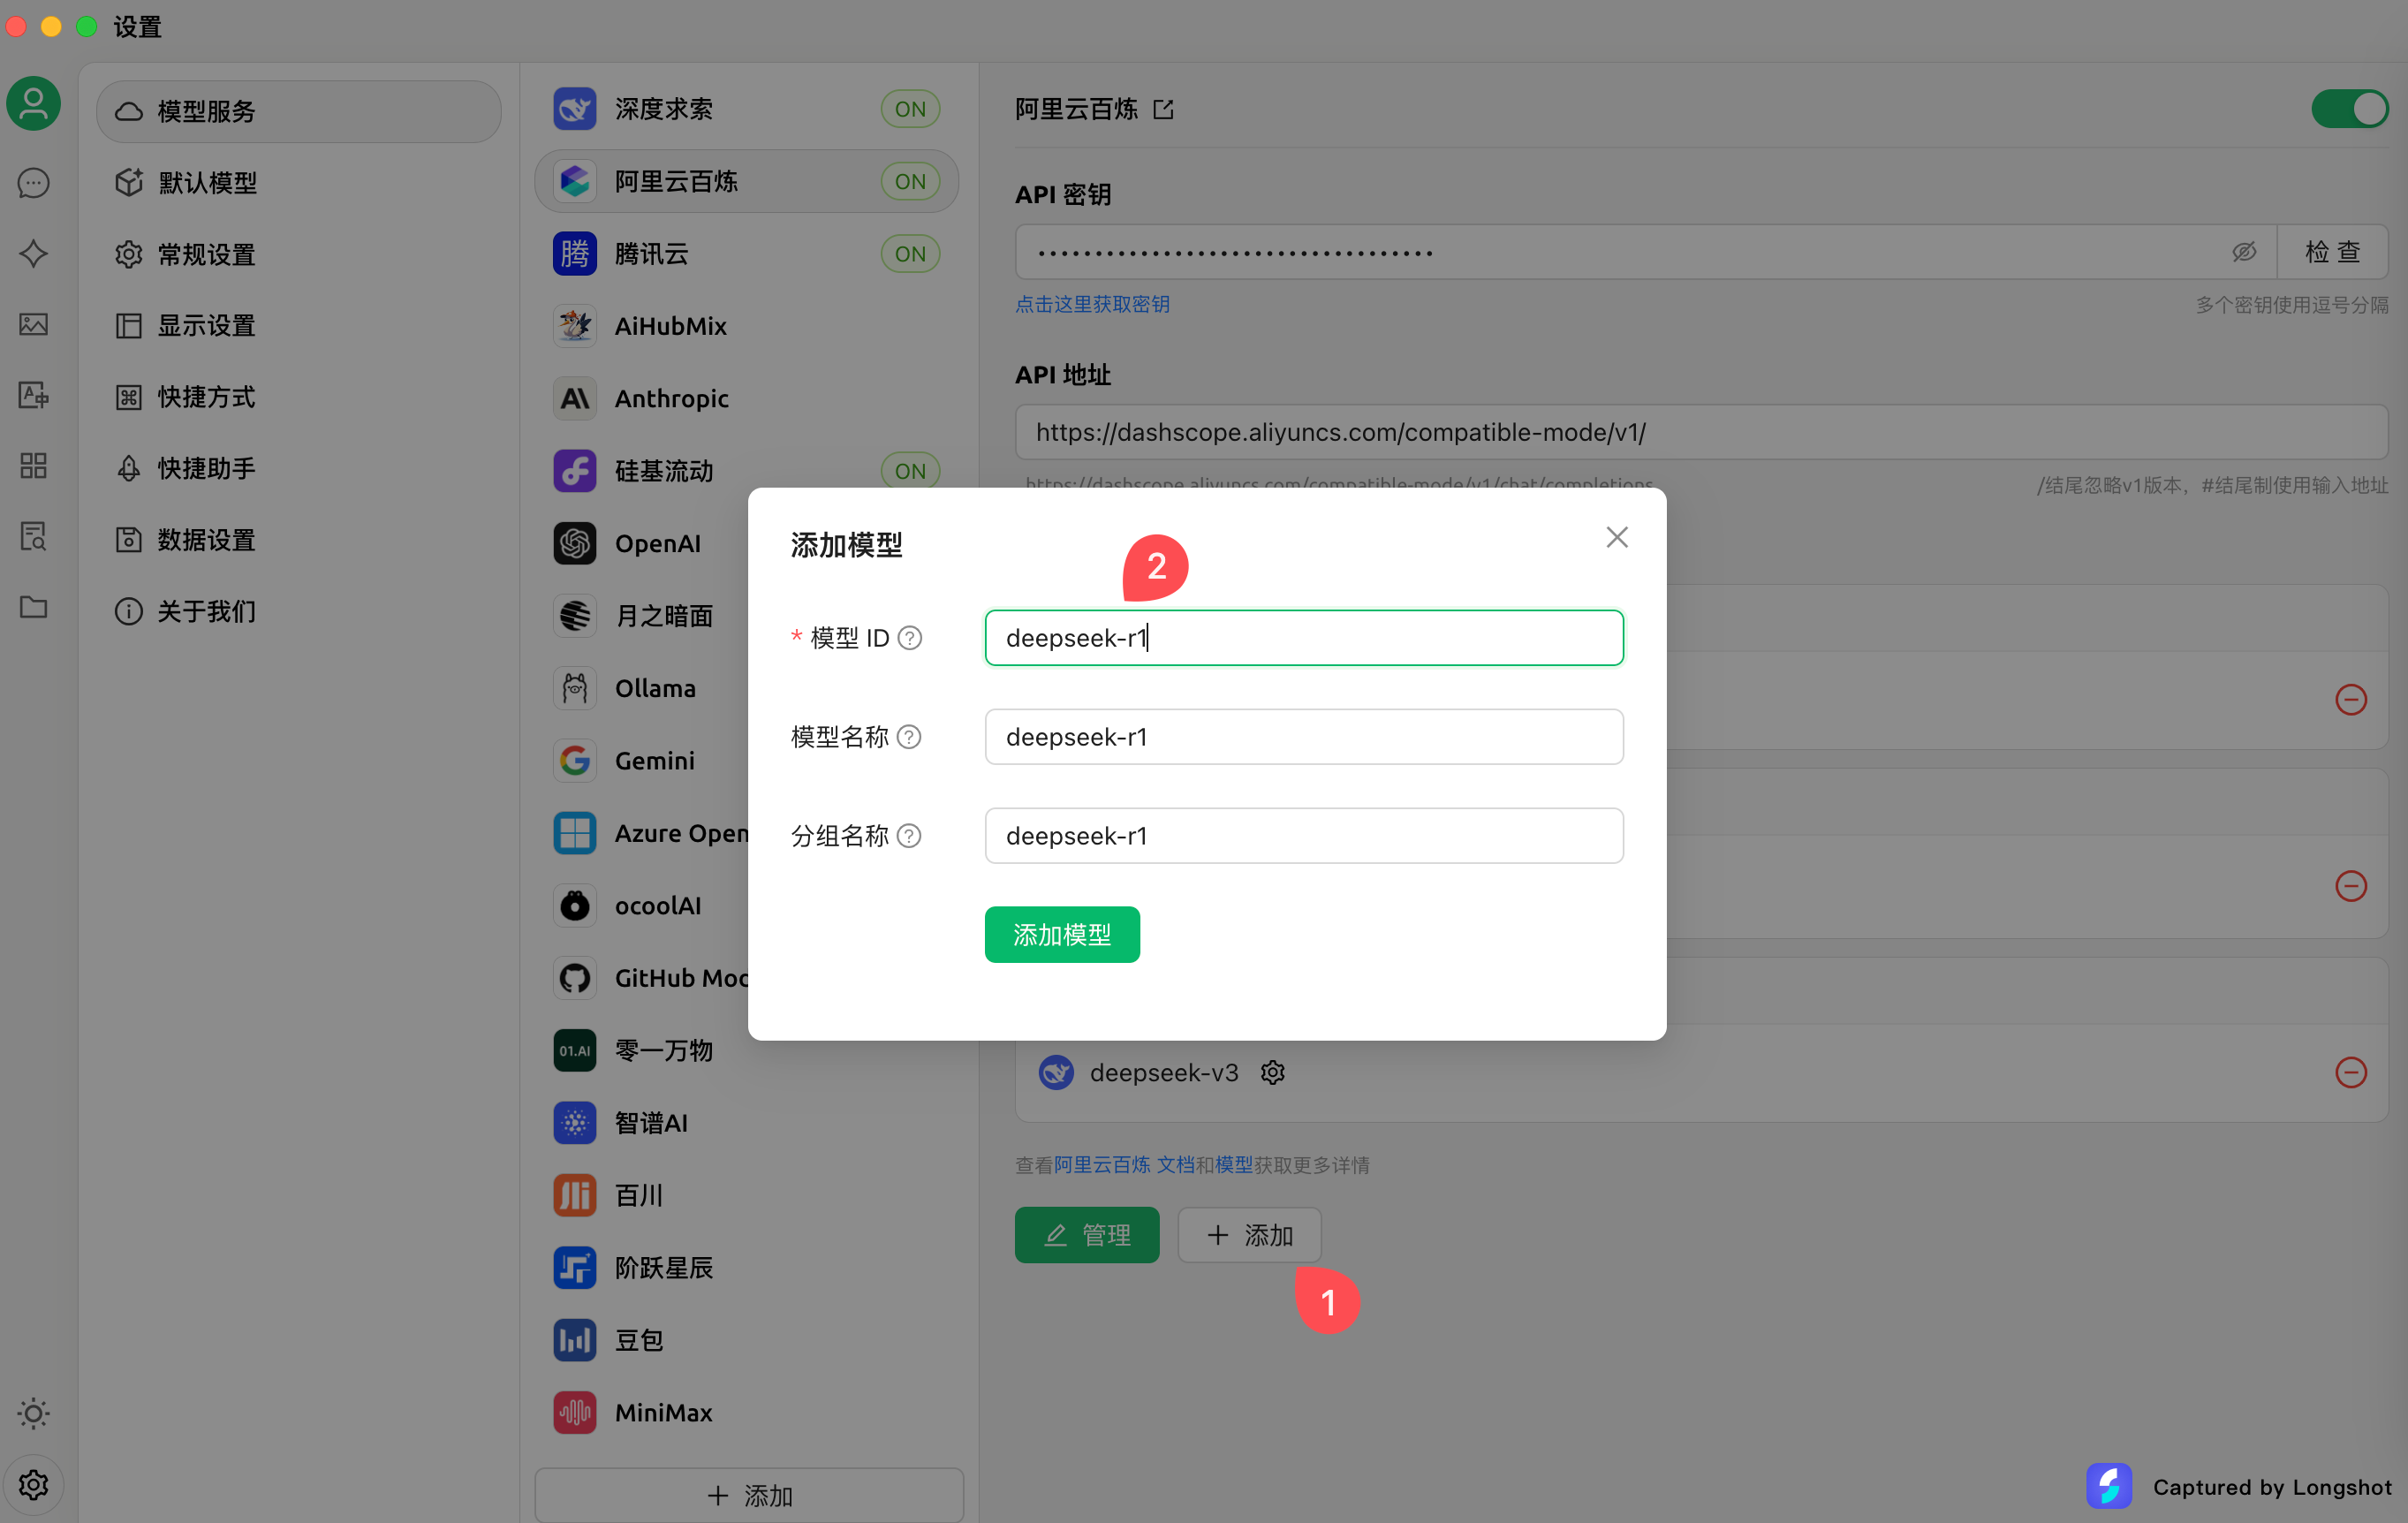 设置
模型服务
默认模型
常规设置
显示设置
快捷方式
快捷助手
数据设置
关于我们
深度求索 ON
阿里云百炼 ON
腾 腾讯云 ON
AiHubMix
Anthropic
硅基流动 ON
OpenAI
月之暗面
Ollama
Gemini
Azure Open
ocoolAI
GitHub Mod
01.AI 零一万物
智谱AI
百川
阶跃星辰
豆包
MiniMax
+ 添加
阿里云百炼
API 密钥
•••••••••••••••••••••••••••••••••••
检 查
点击这里获取密钥
多个密钥使用逗号分隔
API 地址
https://dashscope.aliyuncs.com/compatible-mode/v1/
https://dashscope.aliyuncs.com/compatible-mode/v1/chat/completions
/结尾忽略v1版本，#结尾制使用输入地址
添加模型
2
* 模型 ID ? deepseek-r1
模型名称 ? deepseek-r1
分组名称 ? deepseek-r1
添加模型
deepseek-v3
查看阿里云百炼 文档和模型获取更多详情
管理
+ 添加
1
Captured by Longshot